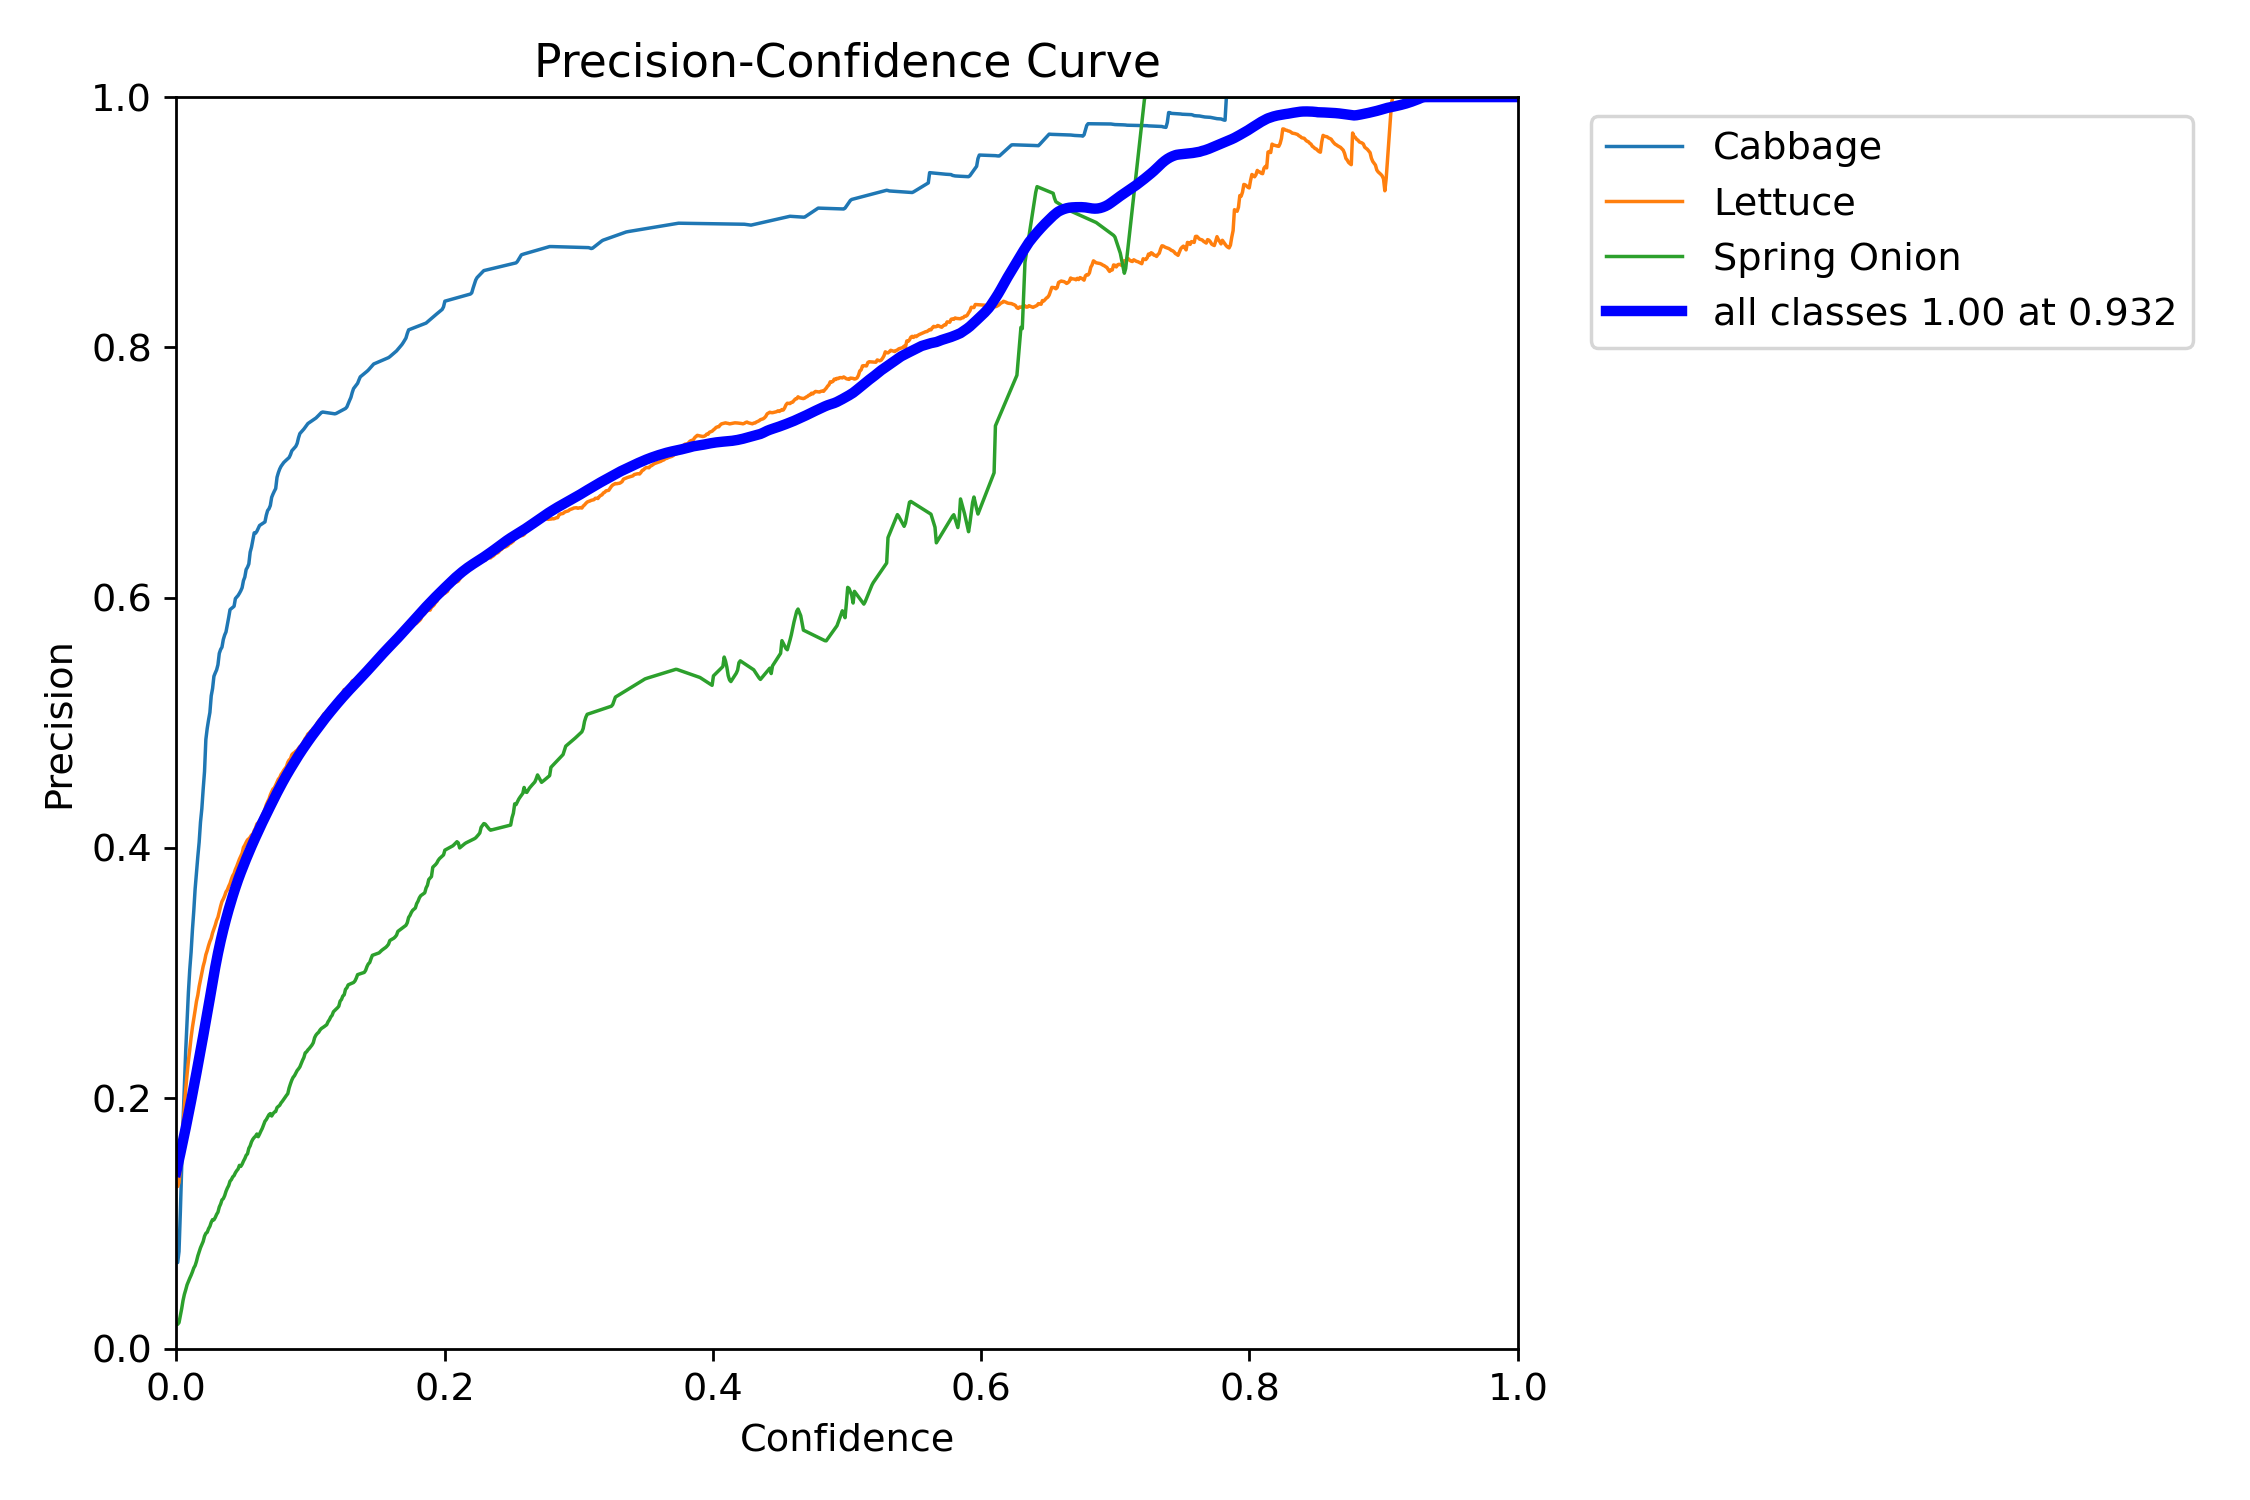 Precision-Confidence Curve
1.0
0.8
0.6
0.4
0.2
0.0
Precision
0.0 0.2 0.4 0.6 0.8 1.0
Confidence
Cabbage
Lettuce
Spring Onion
all classes 1.00 at 0.932